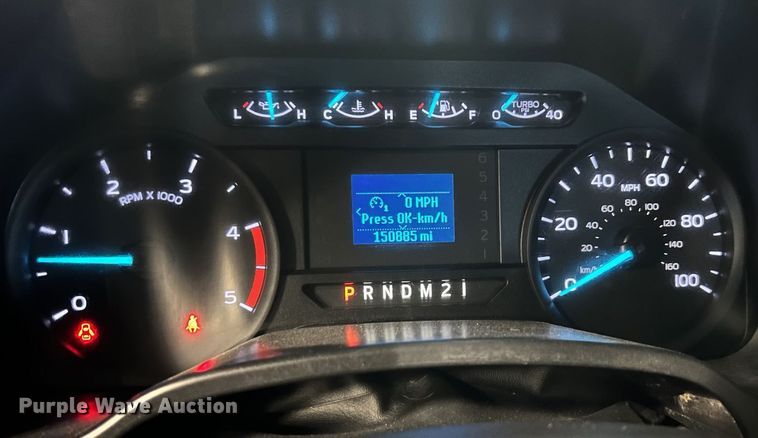 L H C H E F 0 TURBO 40
PSI
6
5
4
3
2
1
0 1 2 3 4 5
RPM X 1000
0 MPH
Press OK-km/h
150885 mi
P R N D M 2 1
0 20 40 60 80 100
MPH
20 40 60 80 100 120 140 160
km/h
Purple Wave Auction